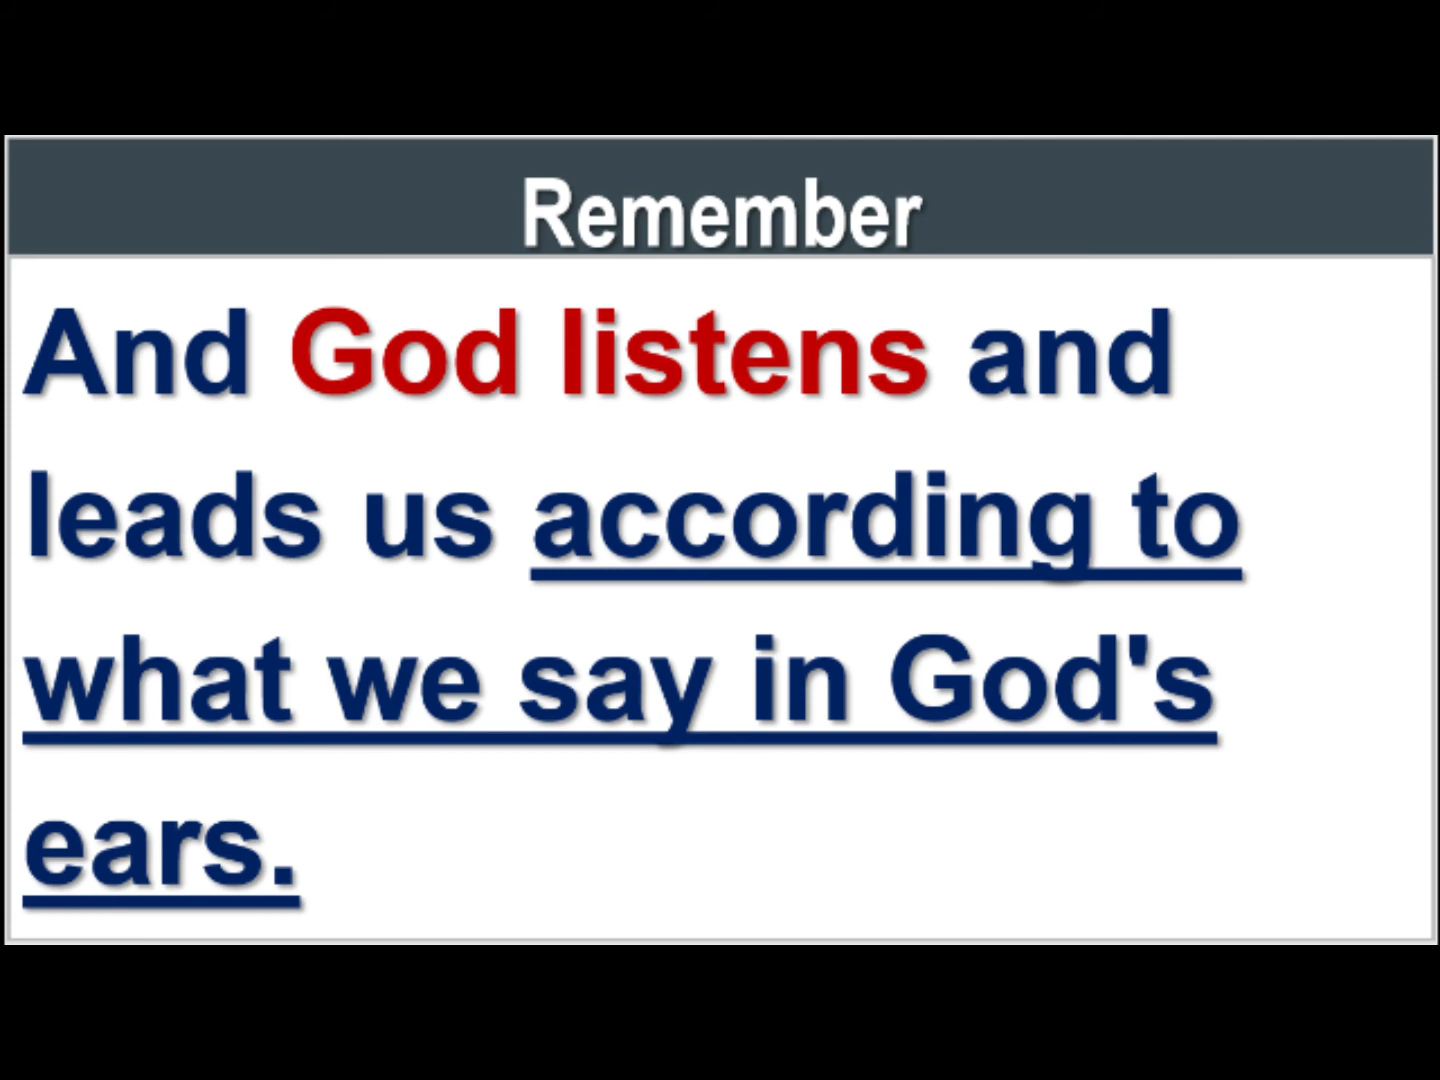 Remember
And God listens and
leads us according to
what we say in God's
ears.